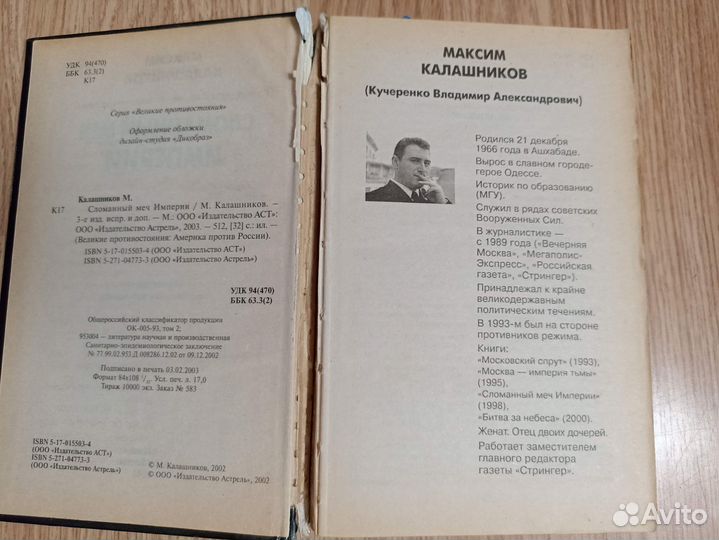 УДК 94(470)
ББК 63.3(2)
К17
Серия «Великие противостояния»
Оформление обложки
дизайн-студия «Дикобраз»
Калашников М.
К17 Сломанный меч Империи / М. Калашников. –
3-е изд. испр. и доп. – М.: ООО «Издательство АСТ»:
ООО «Издательство Астрель», 2003. – 512, [32] с.: ил. –
(Великие противостояния: Америка против России).
ISBN 5-17-015503-4 (ООО «Издательство АСТ»)
ISBN 5-271-04773-3 (ООО «Издательство Астрель»)
УДК 94(470)
ББК 63.3(2)
Общероссийский классификатор продукции
ОК-005-93, том 2;
953004 – литература научная и производственная
Санитарно-эпидемиологическое заключение
№ 77.99.02.953.Д.008286.12.02 от 09.12.2002
Подписано в печать 03.02.2003
Формат 84х108 1/32. Усл. печ. л. 17,0
Тираж 10000 экз. Заказ № 583
ISBN 5-17-015503-4
(ООО «Издательство АСТ»)
ISBN 5-271-04773-3
(ООО «Издательство Астрель»)
© М. Калашников, 2002
© ООО «Издательство Астрель», 2002
МАКСИМ
КАЛАШНИКОВ
(Кучеренко Владимир Александрович)
Родился 21 декабря
1966 года в Ашхабаде.
Вырос в славном городе-
герое Одессе.
Историк по образованию
(МГУ).
Служил в рядах советских
Вооруженных Сил.
В журналистике —
с 1989 года («Вечерняя
Москва», «Мегаполис-
Экспресс», «Российская
газета», «Стрингер»).
Принадлежал к крайне
великодержавным
политическим течениям.
В 1993-м был на стороне
противников режима.
Книги:
«Московский спрут» (1993),
«Москва — империя тьмы»
(1995),
«Сломанный меч Империи»
(1998),
«Битва за небеса» (2000).
Женат. Отец двоих дочерей.
Работает заместителем
главного редактора
газеты «Стрингер».
Avito